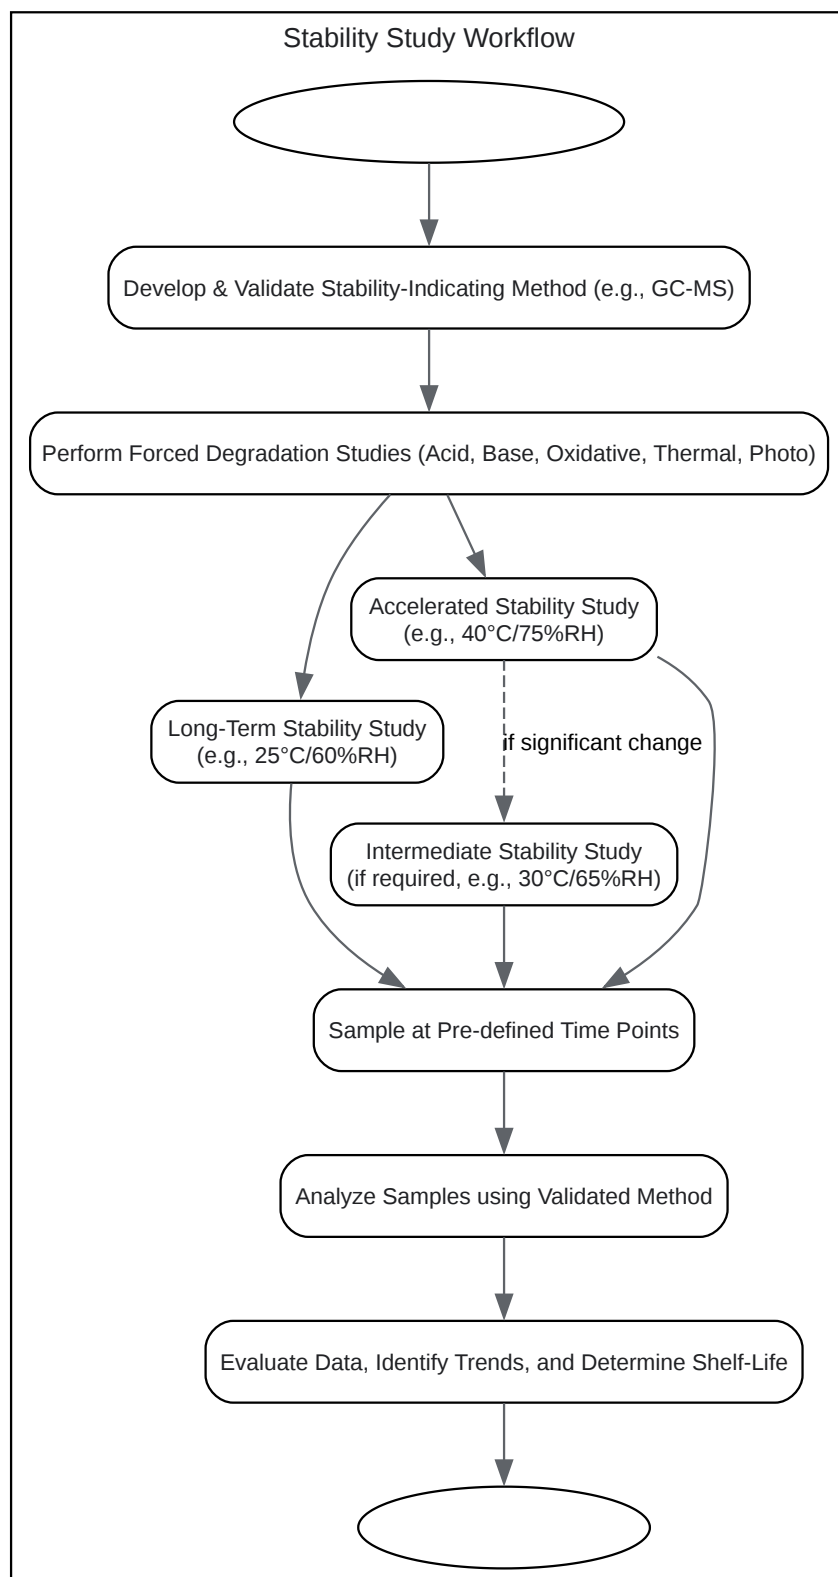 Stability Study Workflow
Develop & Validate Stability-Indicating Method (e.g., GC-MS)
Perform Forced Degradation Studies (Acid, Base, Oxidative, Thermal, Photo)
Accelerated Stability Study
(e.g., 40°C/75%RH)
Long-Term Stability Study
(e.g., 25°C/60%RH)
if significant change
Intermediate Stability Study
(if required, e.g., 30°C/65%RH)
Sample at Pre-defined Time Points
Analyze Samples using Validated Method
Evaluate Data, Identify Trends, and Determine Shelf-Life